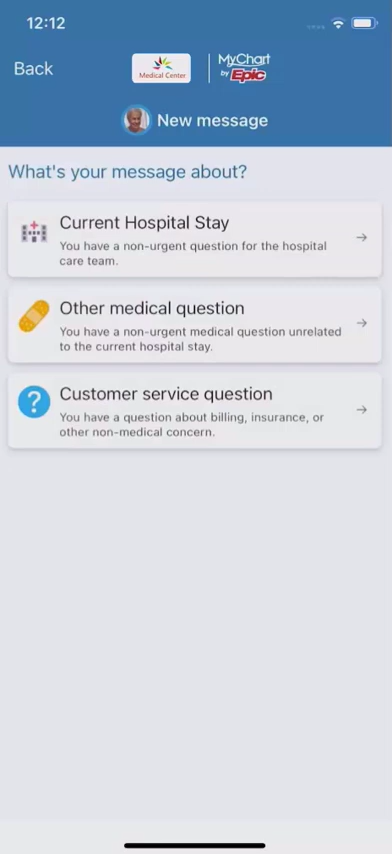 12:12
Back
Medical Center
MyChart
by Epic
New message
What's your message about?
Current Hospital Stay
You have a non-urgent question for the hospital
care team.
Other medical question
You have a non-urgent medical question unrelated
to the current hospital stay.
?
Customer service question
You have a question about billing, insurance, or
other non-medical concern.